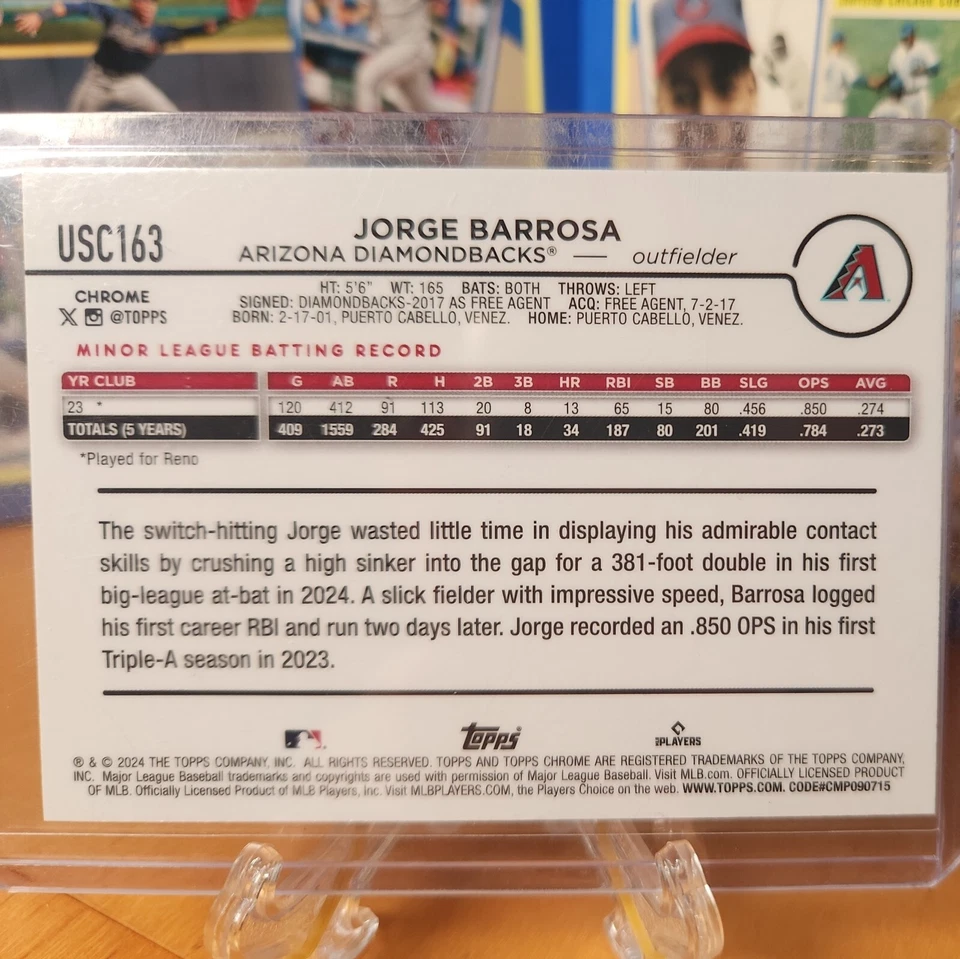 USC163
JORGE BARROSA
ARIZONA DIAMONDBACKS® — outfielder
A
CHROME
X @TOPPS
HT: 5'6" WT: 165 BATS: BOTH THROWS: LEFT
SIGNED: DIAMONDBACKS-2017 AS FREE AGENT ACQ: FREE AGENT, 7-2-17
BORN: 2-17-01, PUERTO CABELLO, VENEZ. HOME: PUERTO CABELLO, VENEZ.
MINOR LEAGUE BATTING RECORD
YR CLUB G AB R H 2B 3B HR RBI SB BB SLG OPS AVG
23 * 120 412 91 113 20 8 13 65 15 80 .456 .850 .274
TOTALS (5 YEARS) 409 1559 284 425 91 18 34 187 80 201 .419 .784 .273
*Played for Reno
The switch-hitting Jorge wasted little time in displaying his admirable contact
skills by crushing a high sinker into the gap for a 381-foot double in his first
big-league at-bat in 2024. A slick fielder with impressive speed, Barrosa logged
his first career RBI and run two days later. Jorge recorded an .850 OPS in his first
Triple-A season in 2023.
Topps
PLAYERS
® & © 2024 THE TOPPS COMPANY, INC. ALL RIGHTS RESERVED. TOPPS AND TOPPS CHROME ARE REGISTERED TRADEMARKS OF THE TOPPS COMPANY,
INC. Major League Baseball trademarks and copyrights are used with permission of Major League Baseball. Visit MLB.com. OFFICIALLY LICENSED PRODUCT
OF MLB. Officially Licensed Product of MLB Players, Inc. Visit MLBPLAYERS.COM, the Players Choice on the web. WWW.TOPPS.COM. CODE#CMP090715